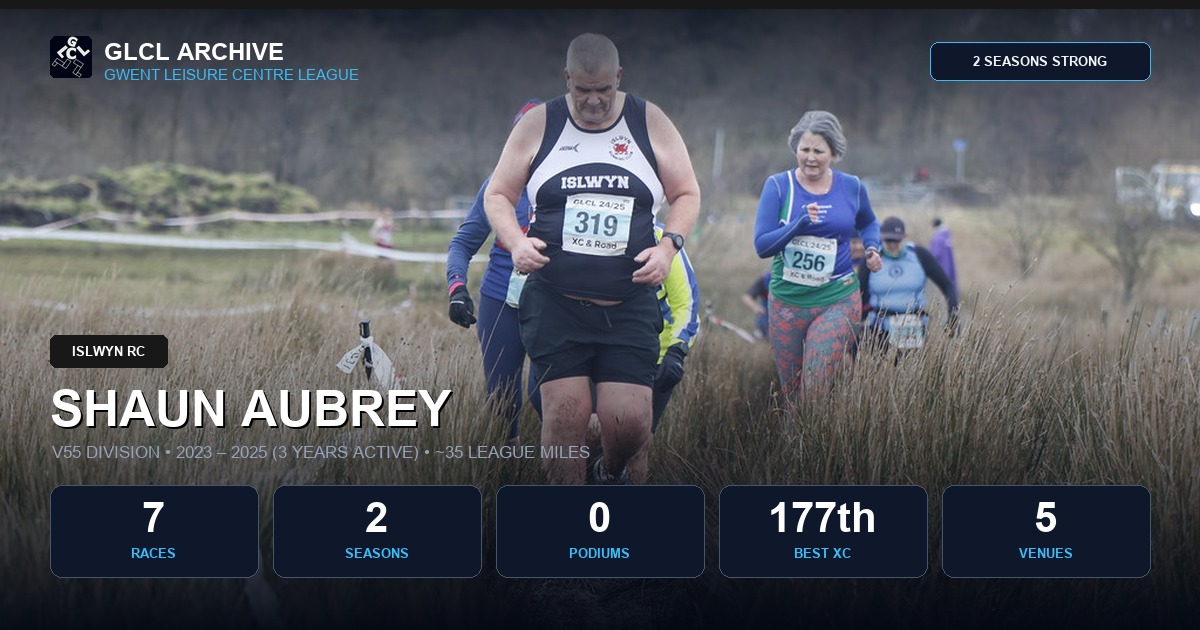 GLCL ARCHIVE
GWENT LEISURE CENTRE LEAGUE
2 SEASONS STRONG
ISLWYN
GLCL 24/25
319
XC & Road
GLCL 24/25
256
XC & Road
ISLWYN RC
SHAUN AUBREY
V55 DIVISION • 2023 – 2025 (3 YEARS ACTIVE) • ~35 LEAGUE MILES
7
RACES
2
SEASONS
0
PODIUMS
177th
BEST XC
5
VENUES